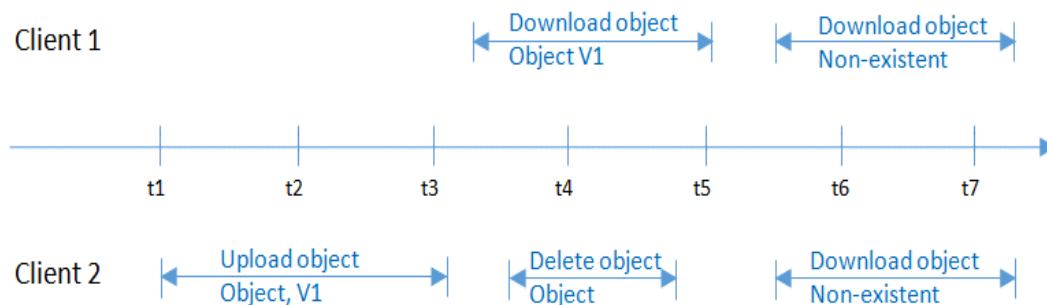 Client 1
Download object
Object V1
Download object
Non-existent
t1 t2 t3 t4 t5 t6 t7
Client 2
Upload object
Object, V1
Delete object
Object
Download object
Non-existent